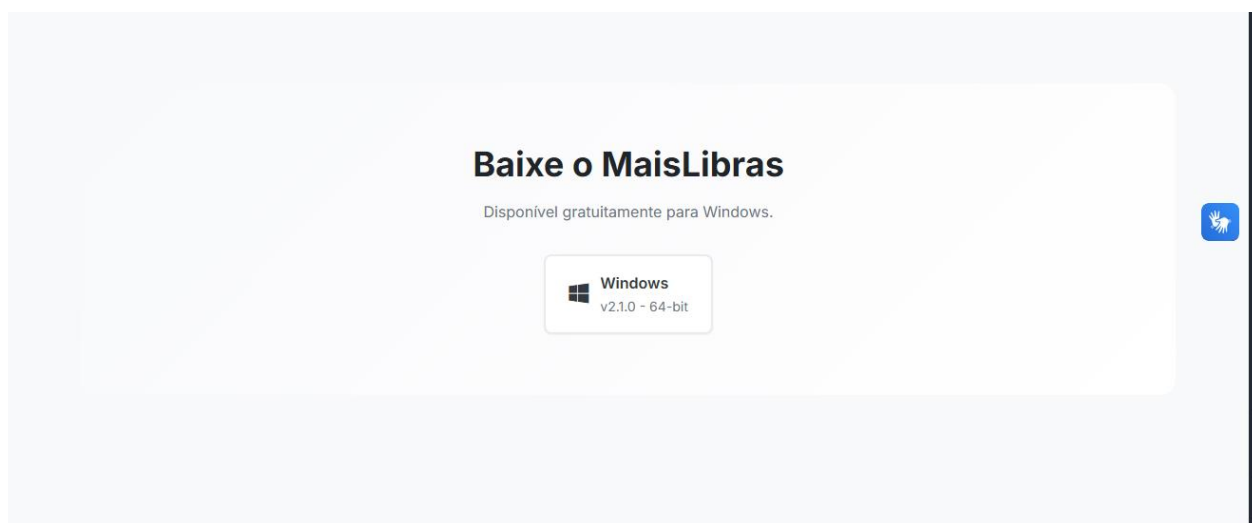 Baixe o MaisLibras
Disponível gratuitamente para Windows.
Windows
v2.1.0 - 64-bit